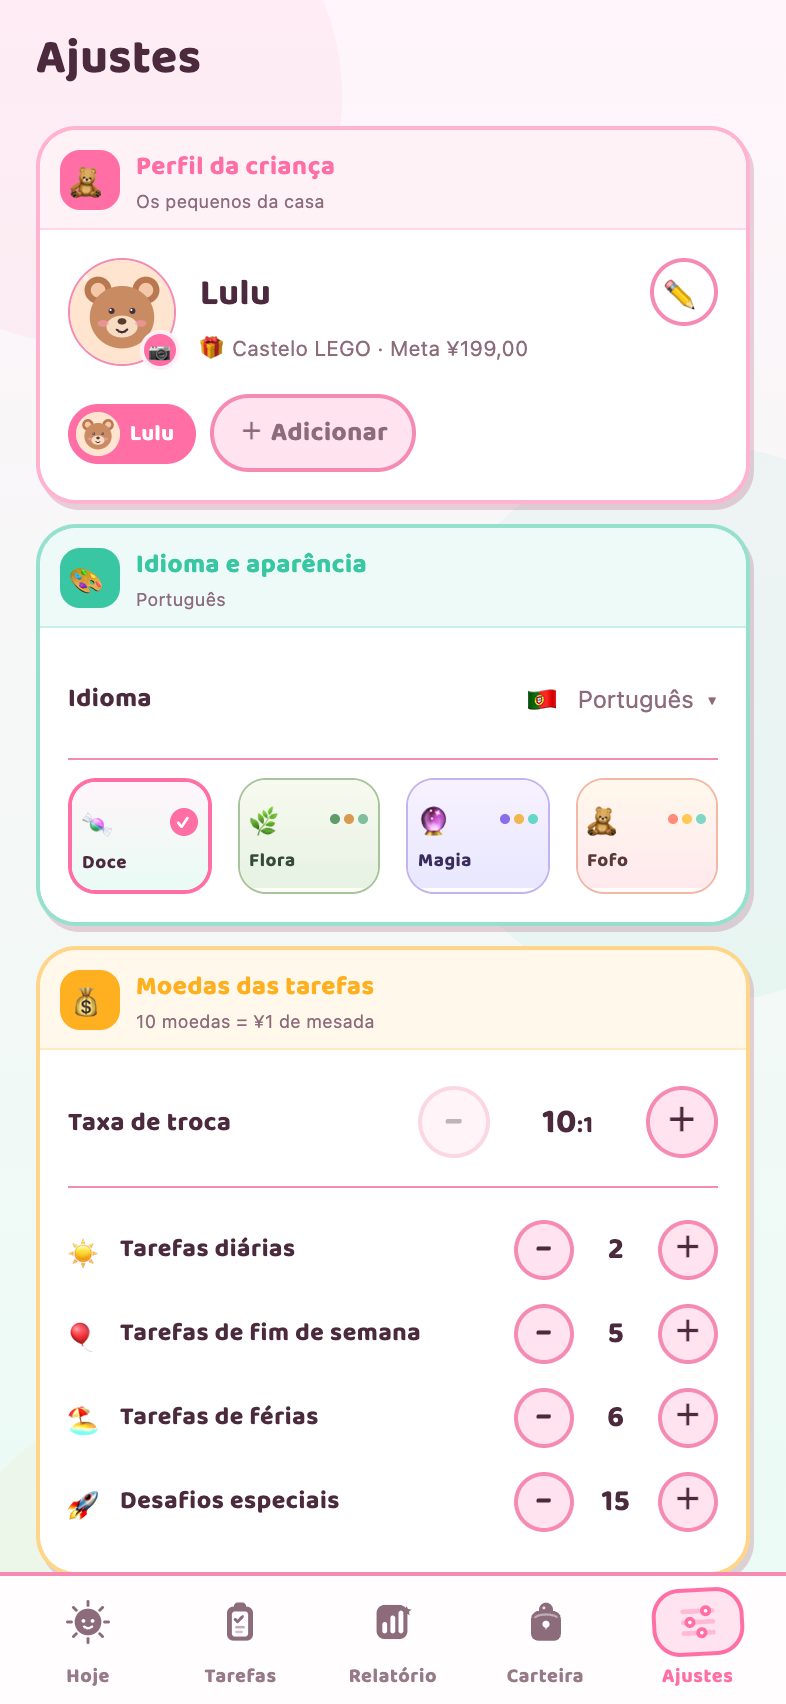 Ajustes
Perfil da criança
Os pequenos da casa
Lulu
Castelo LEGO · Meta ¥199,00
Lulu
+ Adicionar
Idioma e aparência
Português
Idioma
Português ▾
Doce
Flora
Magia
Fofo
Moedas das tarefas
10 moedas = ¥1 de mesada
Taxa de troca
− 10:1 +
Tarefas diárias
− 2 +
Tarefas de fim de semana
− 5 +
Tarefas de férias
− 6 +
Desafios especiais
− 15 +
Hoje
Tarefas
Relatório
Carteira
Ajustes